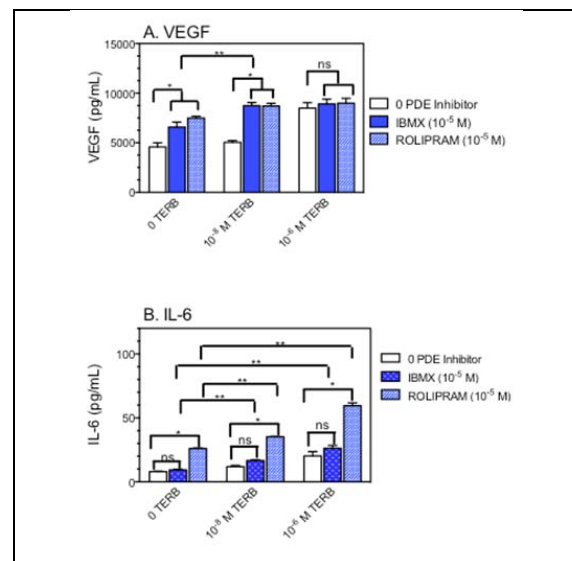 A. VEGF
15000
10000
5000
0
VEGF (pg/mL)
*
**
*
ns
0 PDE Inhibitor
IBMX (10⁻⁵ M)
ROLIPRAM (10⁻⁵ M)
0 TERB
10⁻⁸ M TERB
10⁻⁶ M TERB
B. IL-6
100
50
0
IL-6 (pg/mL)
**
**
**
**
*
ns
*
ns
*
ns
0 PDE Inhibitor
IBMX (10⁻⁵ M)
ROLIPRAM (10⁻⁵ M)
0 TERB
10⁻⁸ M TERB
10⁻⁶ M TERB